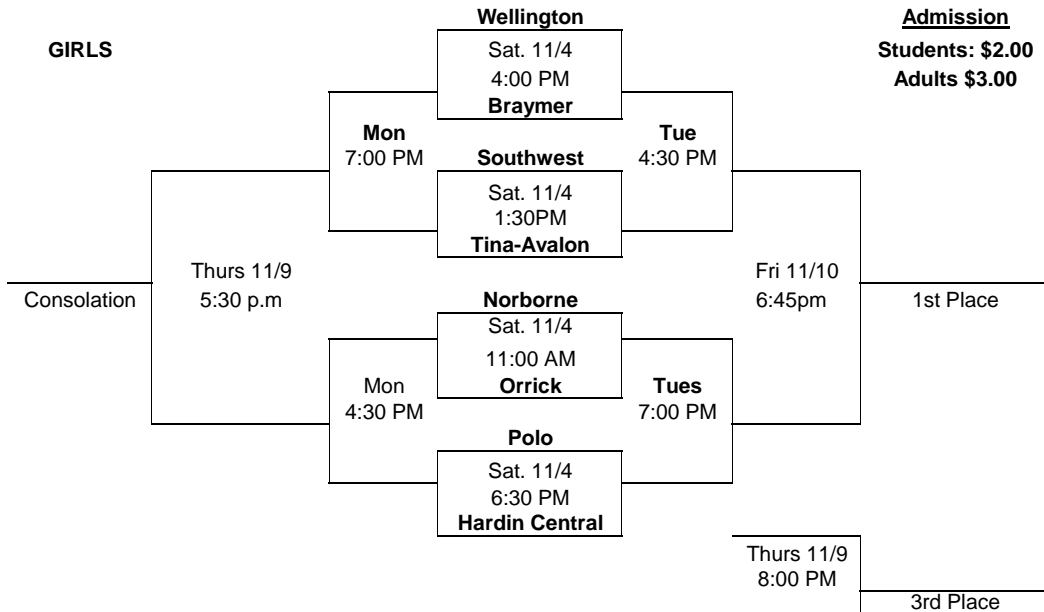 Wellington
Admission
GIRLS
Sat. 11/4
Students: $2.00
4:00 PM
Adults $3.00
Braymer
Mon
Tue
7:00 PM
Southwest
4:30 PM
Sat. 11/4
1:30PM
Tina-Avalon
Thurs 11/9
Fri 11/10
Consolation
5:30 p.m
Norborne
6:45pm
1st Place
Sat. 11/4
11:00 AM
Mon
Orrick
Tues
4:30 PM
7:00 PM
Polo
Sat. 11/4
6:30 PM
Hardin Central
Thurs 11/9
8:00 PM
3rd Place